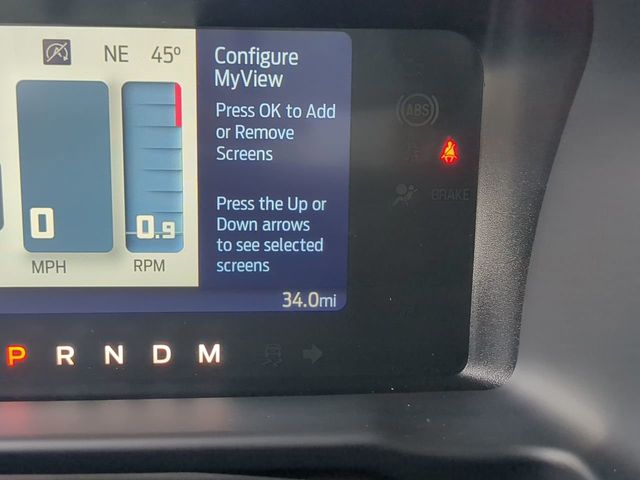 NE 45°
Configure
MyView
Press OK to Add
or Remove
Screens
Press the Up or
Down arrows
to see selected
screens
0
MPH
0.9
RPM
34.0mi
P R N D M
ABS
BRAKE